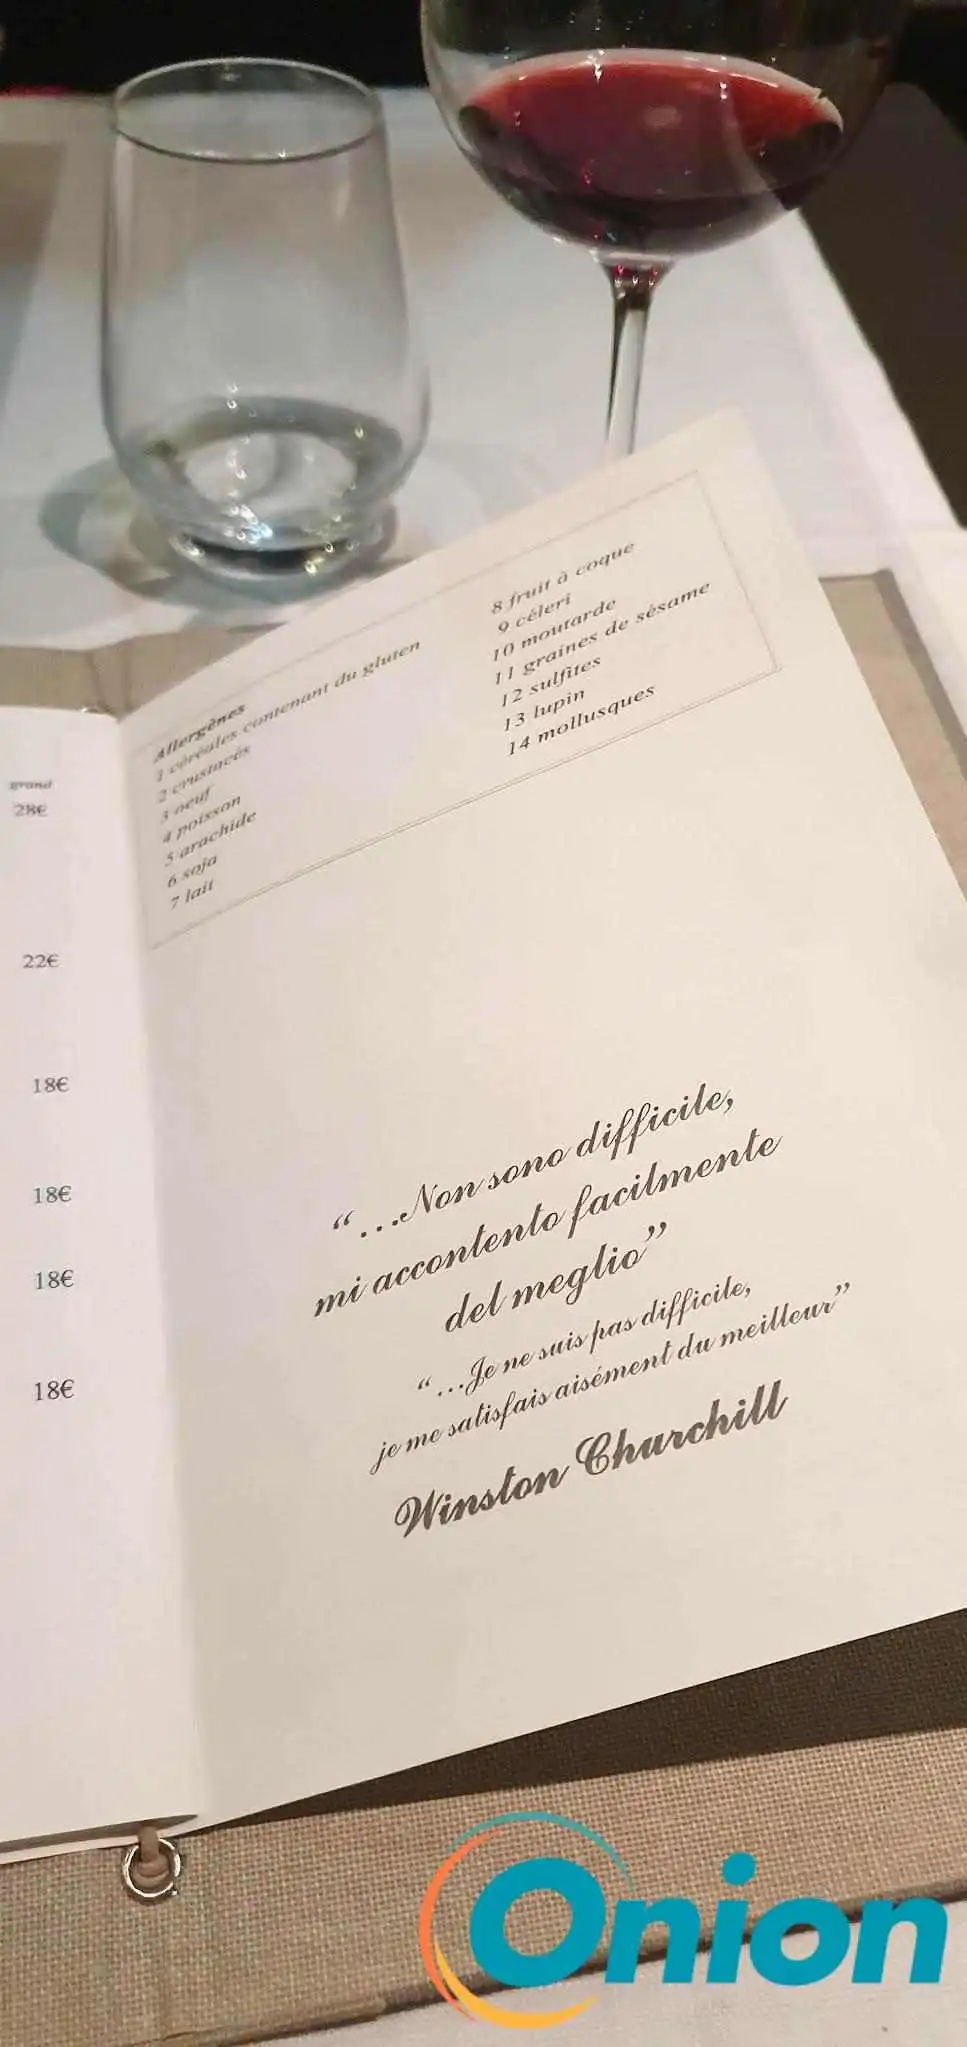 grand
28€
22€
18€
18€
18€
18€
Allergènes
1 céréales contenant du gluten
2 crustacés
3 oeuf
4 poisson
5 arachide
6 soja
7 lait
8 fruit à coque
9 céleri
10 moutarde
11 graines de sésame
12 sulfites
13 lupin
14 mollusques
“...Non sono difficile,
mi accontento facilmente
del meglio”
“...Je ne suis pas difficile,
je me satisfais aisément du meilleur”
Winston Churchill
Onion